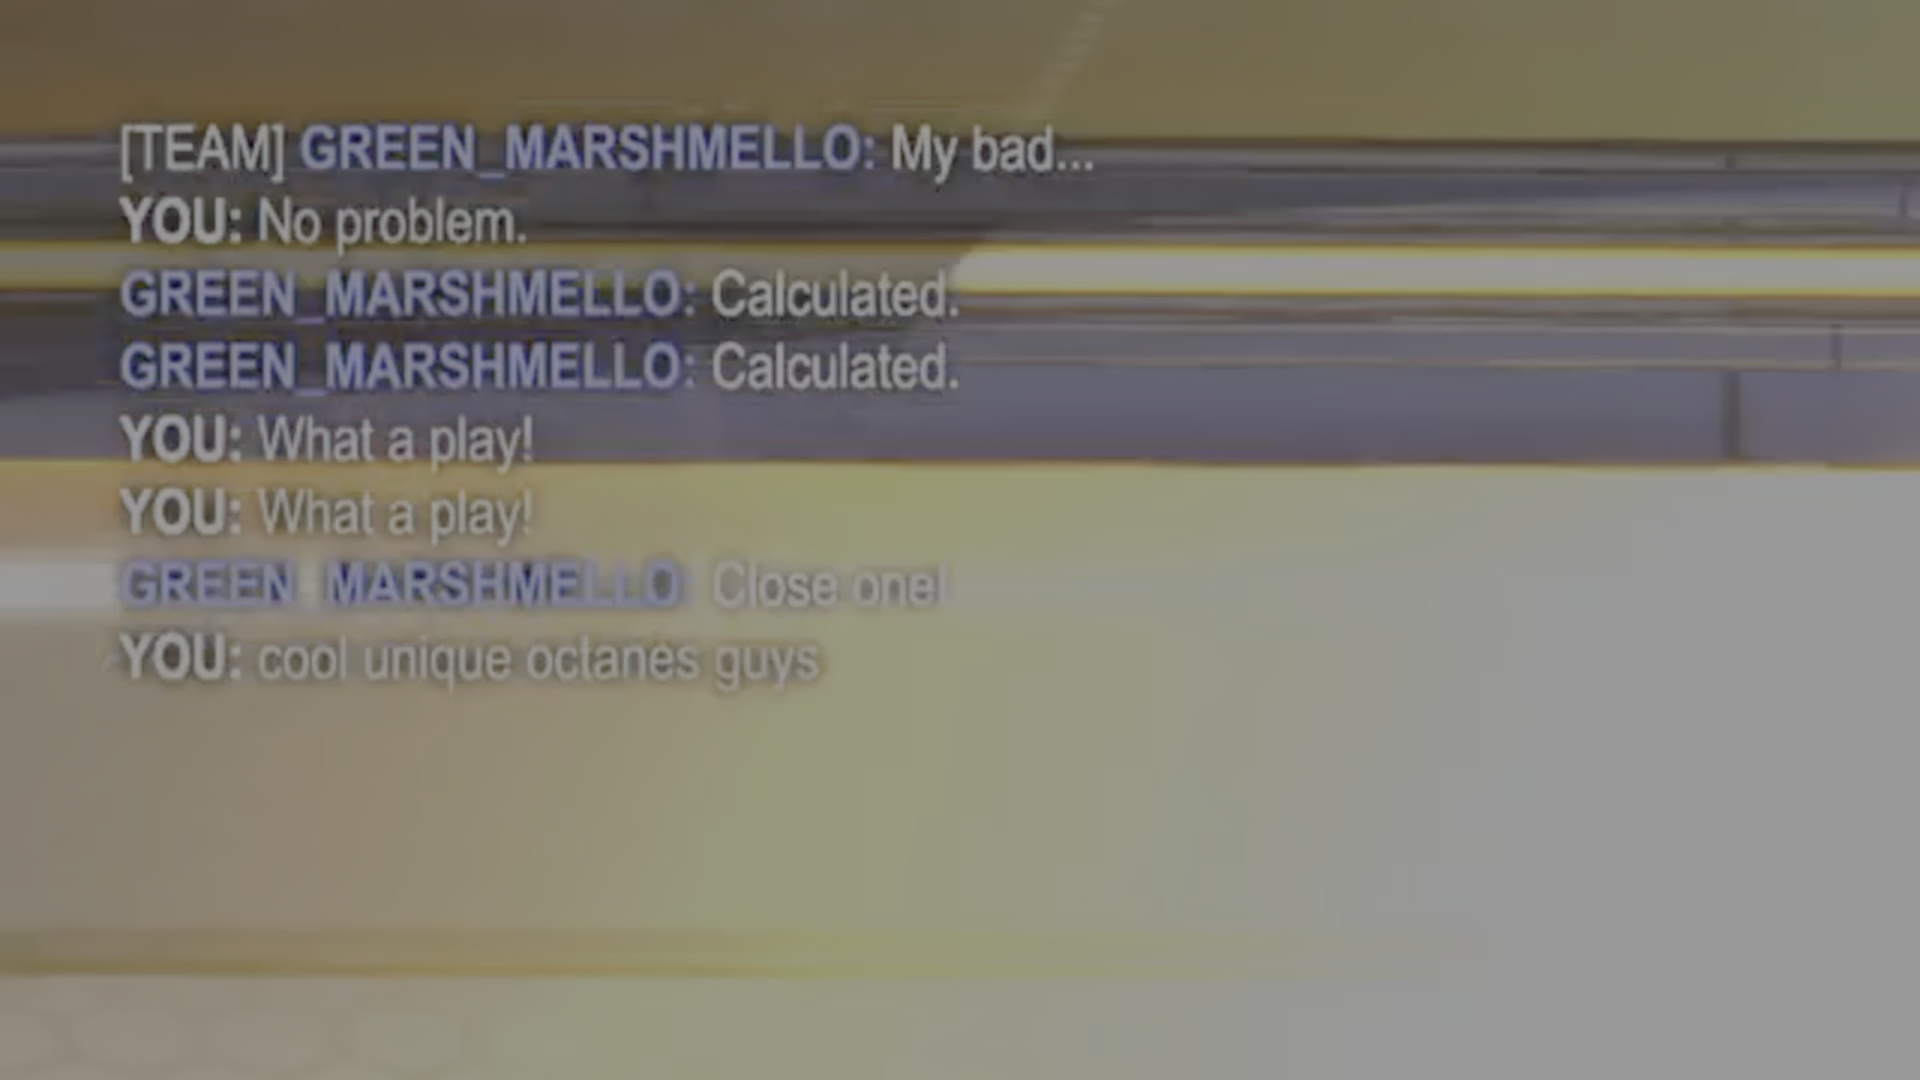 [TEAM] GREEN_MARSHMELLO: My bad...
YOU: No problem.
GREEN_MARSHMELLO: Calculated.
GREEN_MARSHMELLO: Calculated.
YOU: What a play!
YOU: What a play!
GREEN_MARSHMELLO: Close one!
YOU: cool unique octanes guys